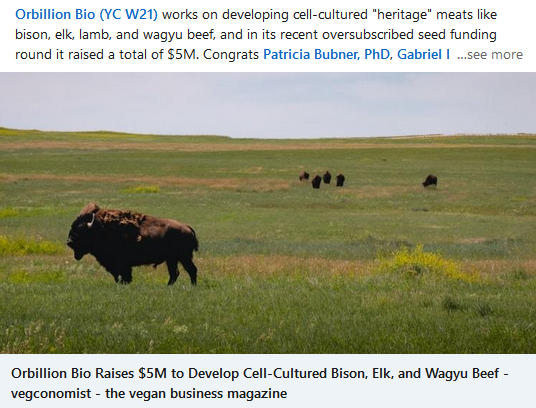 Orbillion Bio (YC W21) works on developing cell-cultured "heritage" meats like
bison, elk, lamb, and wagyu beef, and in its recent oversubscribed seed funding
round it raised a total of $5M. Congrats Patricia Bubner, PhD, Gabriel l ...see more
Orbillion Bio Raises $5M to Develop Cell-Cultured Bison, Elk, and Wagyu Beef -
vegconomist - the vegan business magazine